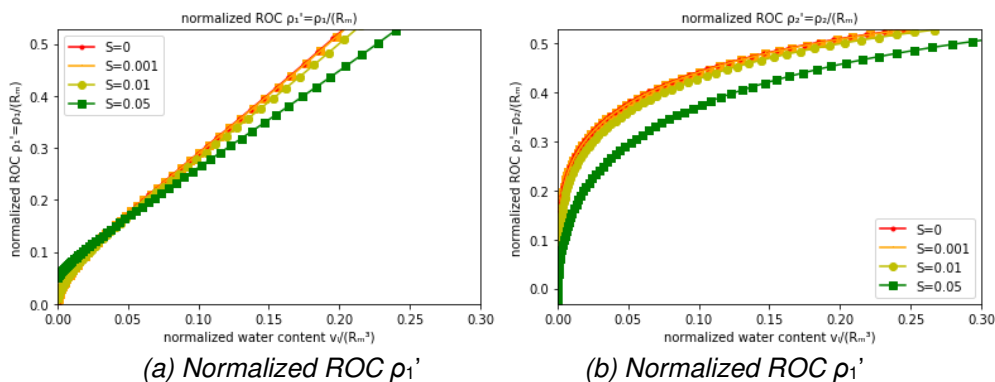 normalized ROC ρ₁'=ρ₁/(Rₘ)
normalized ROC ρ₁'=ρ₁/(Rₘ)
0.5
0.4
0.3
0.2
0.1
0.0
S=0
S=0.001
S=0.01
S=0.05
0.00 0.05 0.10 0.15 0.20 0.25 0.30
normalized water content vₗ/(Rₘ³)
(a) Normalized ROC ρ₁’
normalized ROC ρ₂'=ρ₂/(Rₘ)
normalized ROC ρ₂'=ρ₂/(Rₘ)
0.5
0.4
0.3
0.2
0.1
0.0
S=0
S=0.001
S=0.01
S=0.05
0.00 0.05 0.10 0.15 0.20 0.25 0.30
normalized water content vₗ/(Rₘ³)
(b) Normalized ROC ρ₁’